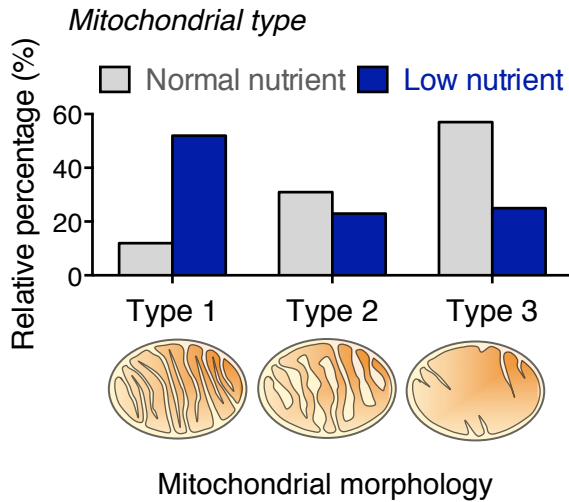 Mitochondrial type
Normal nutrient Low nutrient
Relative percentage (%)
60
40
20
0
Type 1 Type 2 Type 3
Mitochondrial morphology